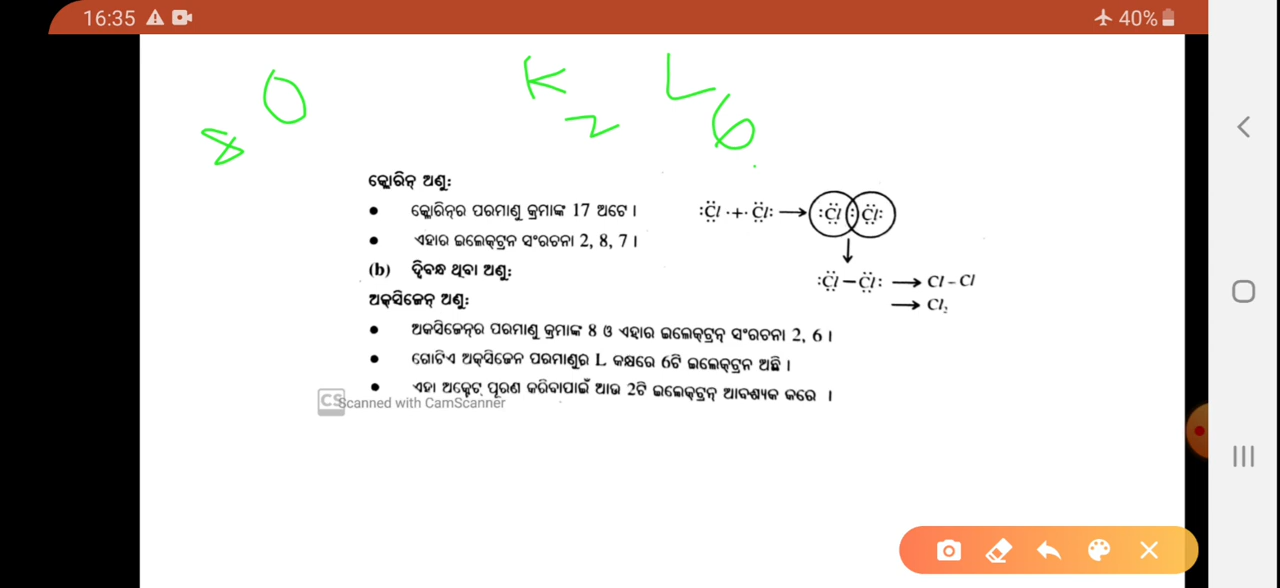 16:35 40%
O K L
8 2 6
କ୍ଲୋରିନ୍ ଅଣୁ:
• କ୍ଲୋରିନ୍‌ର ପରମାଣୁ କ୍ରମାଙ୍କ 17 ଅଟେ ।
:Cl · + · Cl: → :Cl : Cl:
• ଏହାର ଇଲେକ୍‌ଟ୍ରନ ସଂରଚନା 2, 8, 7 ।
(b) ଦ୍ୱିବନ୍ଧ ଥିବା ଅଣୁ:
:Cl – Cl: → Cl – Cl
ଅକ୍‌ସିଜେନ୍ ଅଣୁ:
→ Cl₂
• ଅକସିଜେନ୍‌ର ପରମାଣୁ କ୍ରମାଙ୍କ 8 ଓ ଏହାର ଇଲେକ୍‌ଟ୍ରନ୍ ସଂରଚନା 2, 6 ।
• ଗୋଟିଏ ଅକ୍‌ସିଜେନ ପରମାଣୁର L କକ୍ଷରେ 6ଟି ଇଲେକ୍‌ଟ୍ରନ ଅଛି ।
• ଏହା ଅକ୍ଟେଟ୍ ପୂରଣ କରିବାପାଇଁ ଆଉ 2ଟି ଇଲେକ୍‌ଟ୍ରନ୍ ଆବଶ୍ୟକ କରେ ।
CS Scanned with CamScanner